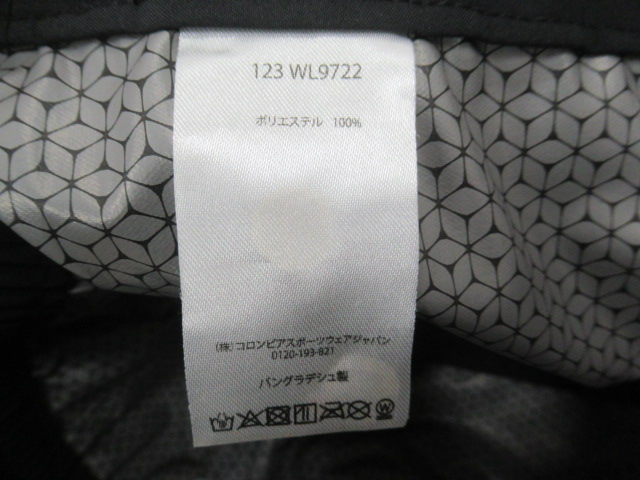 123 WL9722
ポリエステル 100%
(株)コロンビアスポーツウェアジャパン
0120-193-821
バングラデシュ製